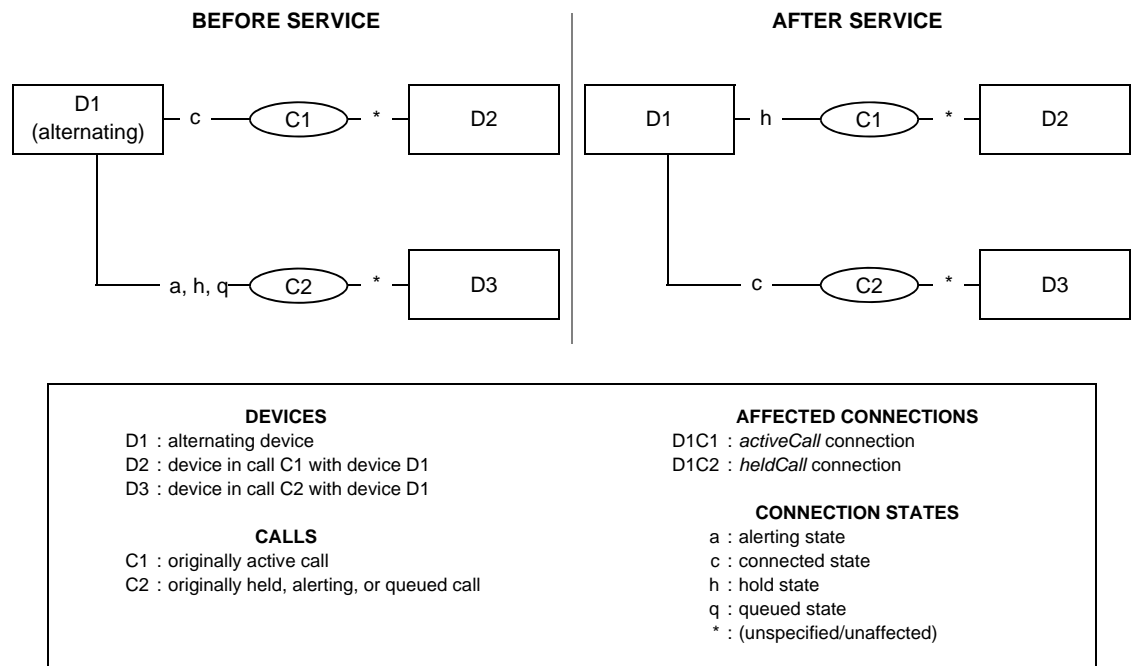 BEFORE SERVICE
D1
(alternating)
c
C1
*
D2
a, h, q
C2
*
D3
AFTER SERVICE
D1
h
C1
*
D2
c
C2
*
D3
DEVICES
D1 : alternating device
D2 : device in call C1 with device D1
D3 : device in call C2 with device D1
CALLS
C1 : originally active call
C2 : originally held, alerting, or queued call
AFFECTED CONNECTIONS
D1C1 : activeCall connection
D1C2 : heldCall connection
CONNECTION STATES
a : alerting state
c : connected state
h : hold state
q : queued state
* : (unspecified/unaffected)